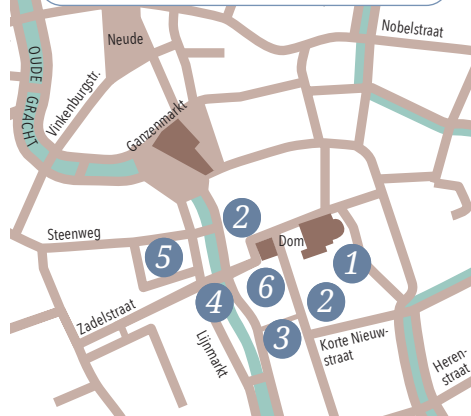 Nobelstraat
Neude
OUDE GRACHT
Vinkenburgstr.
Ganzenmarkt
2
Steenweg
Dom
5
1
6
4
2
Zadelstraat
3
Lijnmarkt
Korte Nieuw-
straat
Heren-
straat